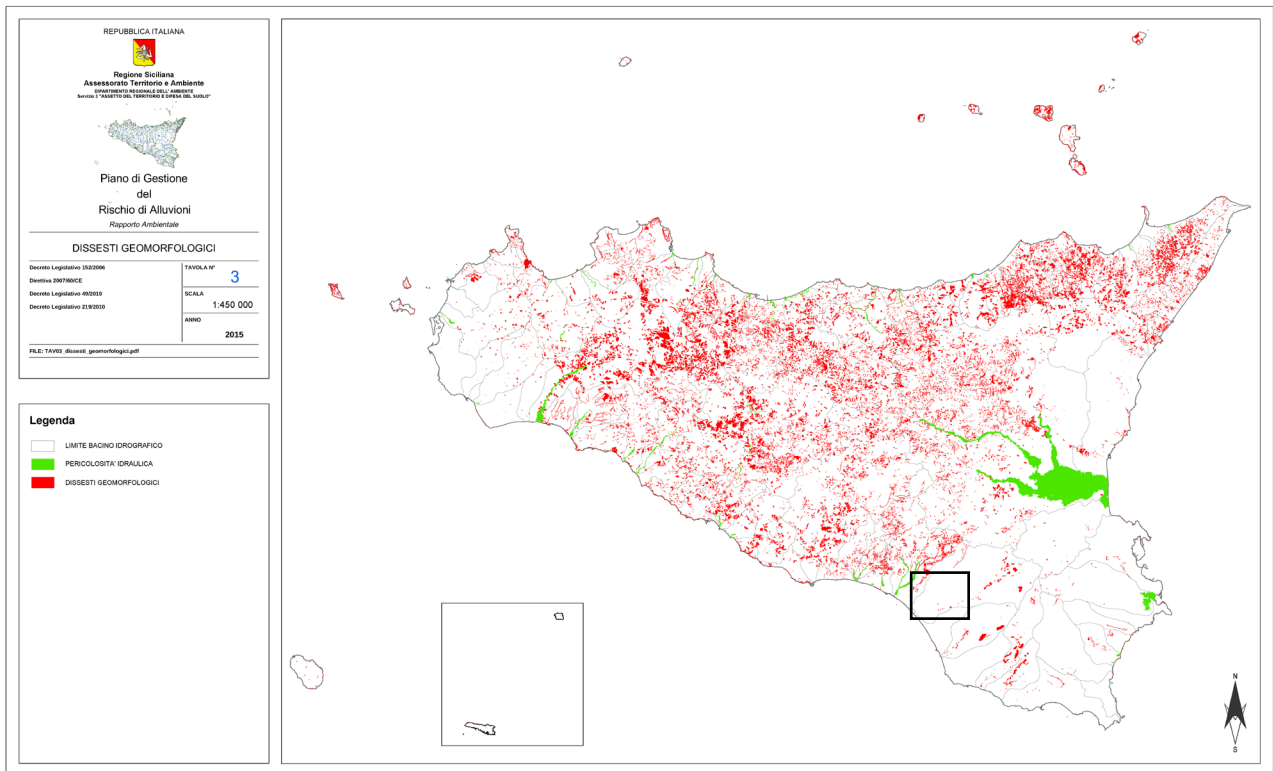 REPUBBLICA ITALIANA
Regione Siciliana
Assessorato Territorio e Ambiente
DIPARTIMENTO REGIONALE DELL' AMBIENTE
Servizio 3 "ASSETTO DEL TERRITORIO E DIFESA DEL SUOLO"
Piano di Gestione
del
Rischio di Alluvioni
Rapporto Ambientale
DISSESTI GEOMORFOLOGICI
Decreto Legislativo 152/2006
Direttiva 2007/60/CE
Decreto Legislativo 49/2010
Decreto Legislativo 219/2010
TAVOLA N°
3
SCALA
1:450 000
ANNO
2015
FILE: TAV03_dissesti_geomorfologici.pdf
Legenda
LIMITE BACINO IDROGRAFICO
PERICOLOSITA' IDRAULICA
DISSESTI GEOMORFOLOGICI
N
S